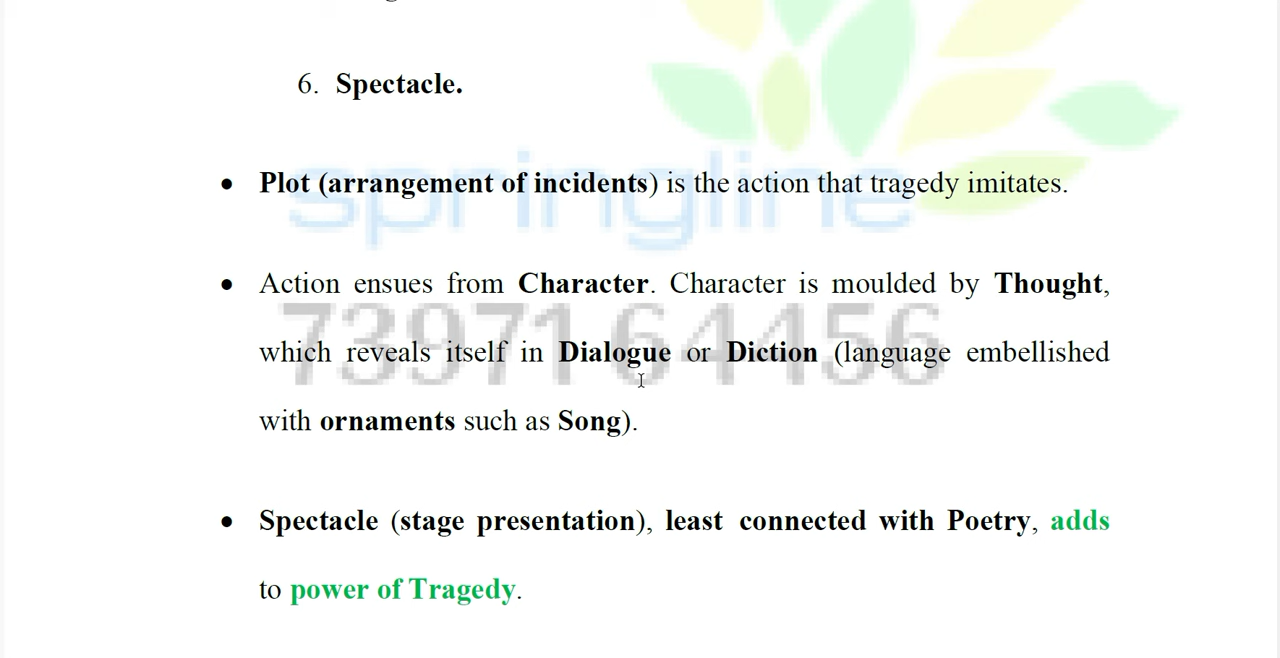 6. Spectacle.
• Plot (arrangement of incidents) is the action that tragedy imitates.
springline
• Action ensues from Character. Character is moulded by Thought,
73971 64456
which reveals itself in Dialogue or Diction (language embellished
with ornaments such as Song).
• Spectacle (stage presentation), least connected with Poetry, adds
to power of Tragedy.